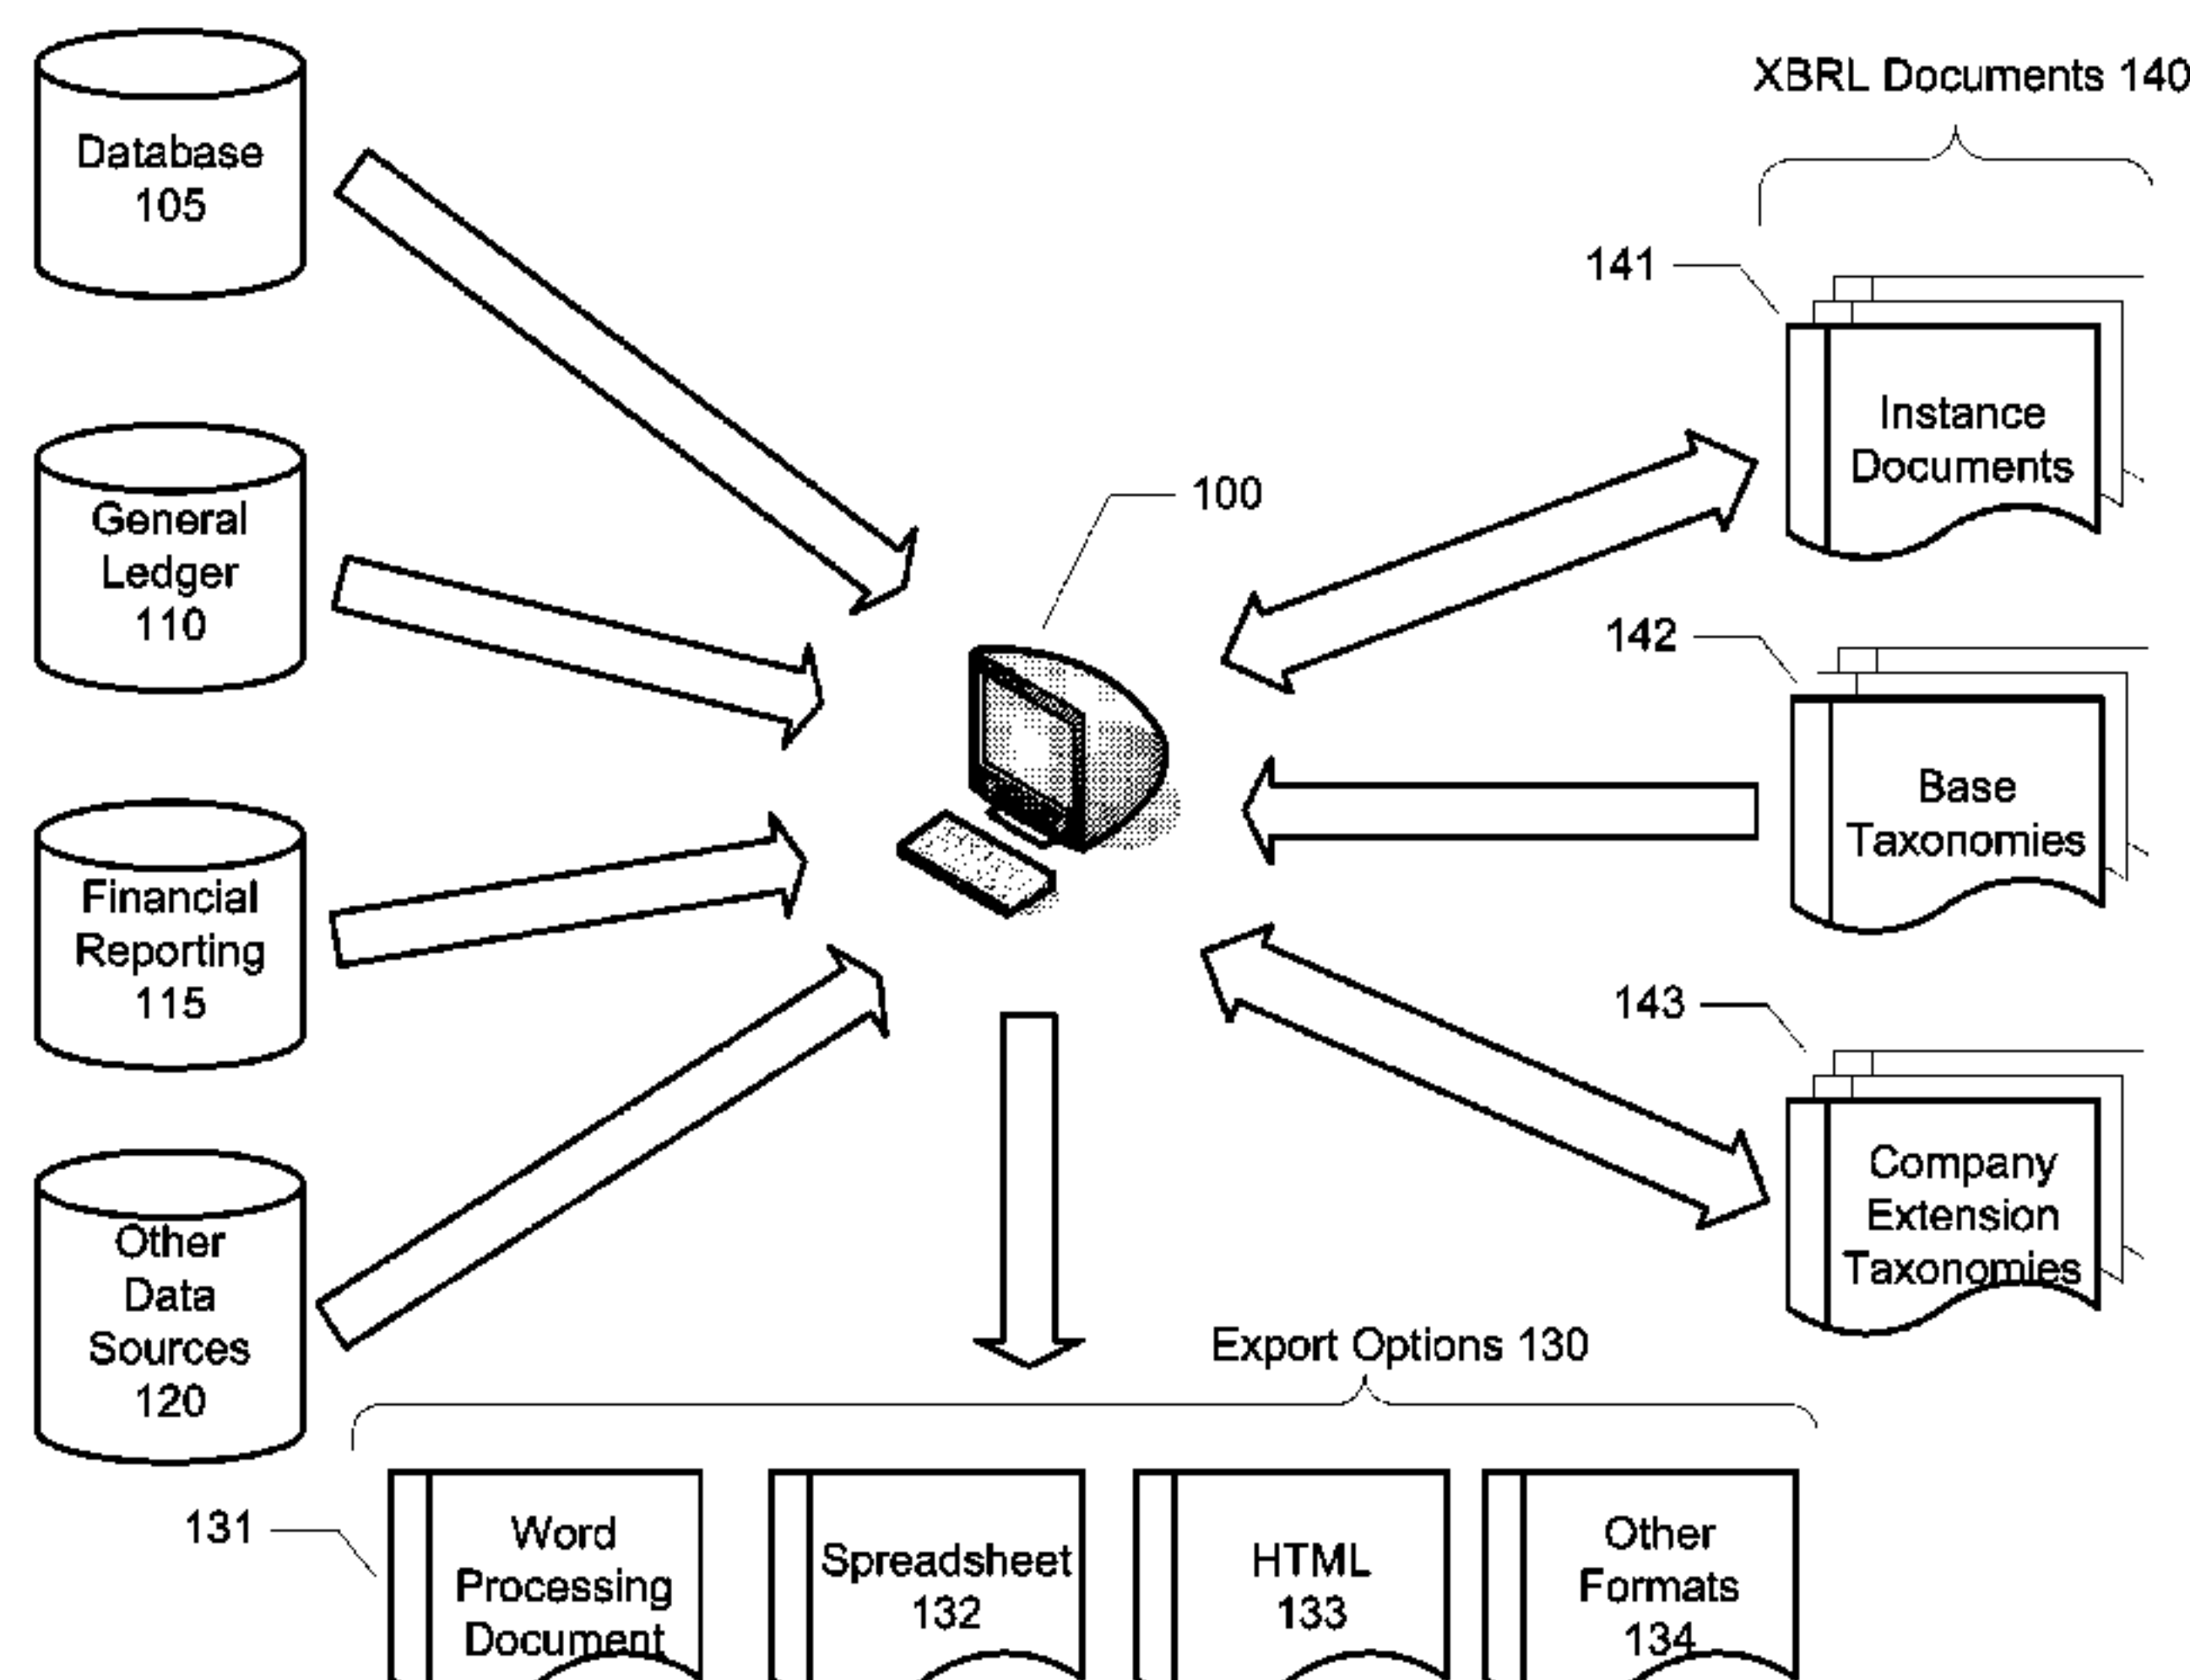 Database
105
General
Ledger
110
Financial
Reporting
115
Other
Data
Sources
120
100
XBRL Documents 140
141
Instance
Documents
142
Base
Taxonomies
143
Company
Extension
Taxonomies
Export Options 130
131
Word
Processing
Document
Spreadsheet
132
HTML
133
Other
Formats
134